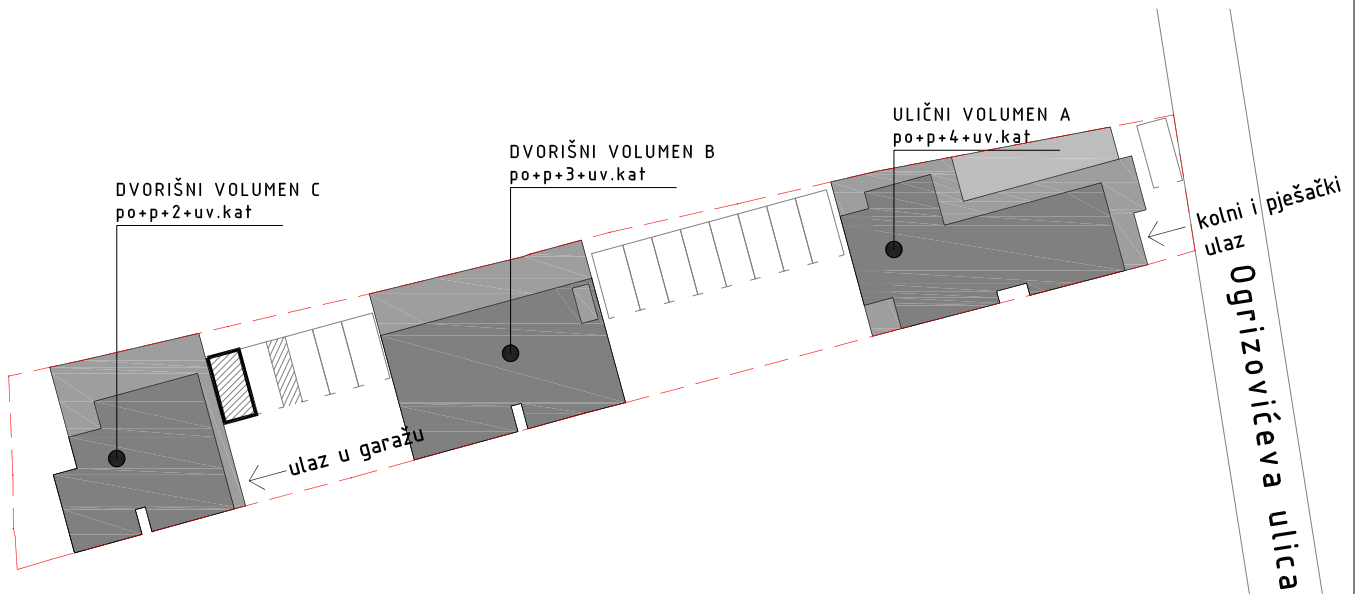 ULIČNI VOLUMEN A
po+p+4+uv.kat
DVORIŠNI VOLUMEN B
po+p+3+uv.kat
DVORIŠNI VOLUMEN C
po+p+2+uv.kat
kolni i pješački
ulaz
ulaz u garažu
Ogrizovićeva ulica